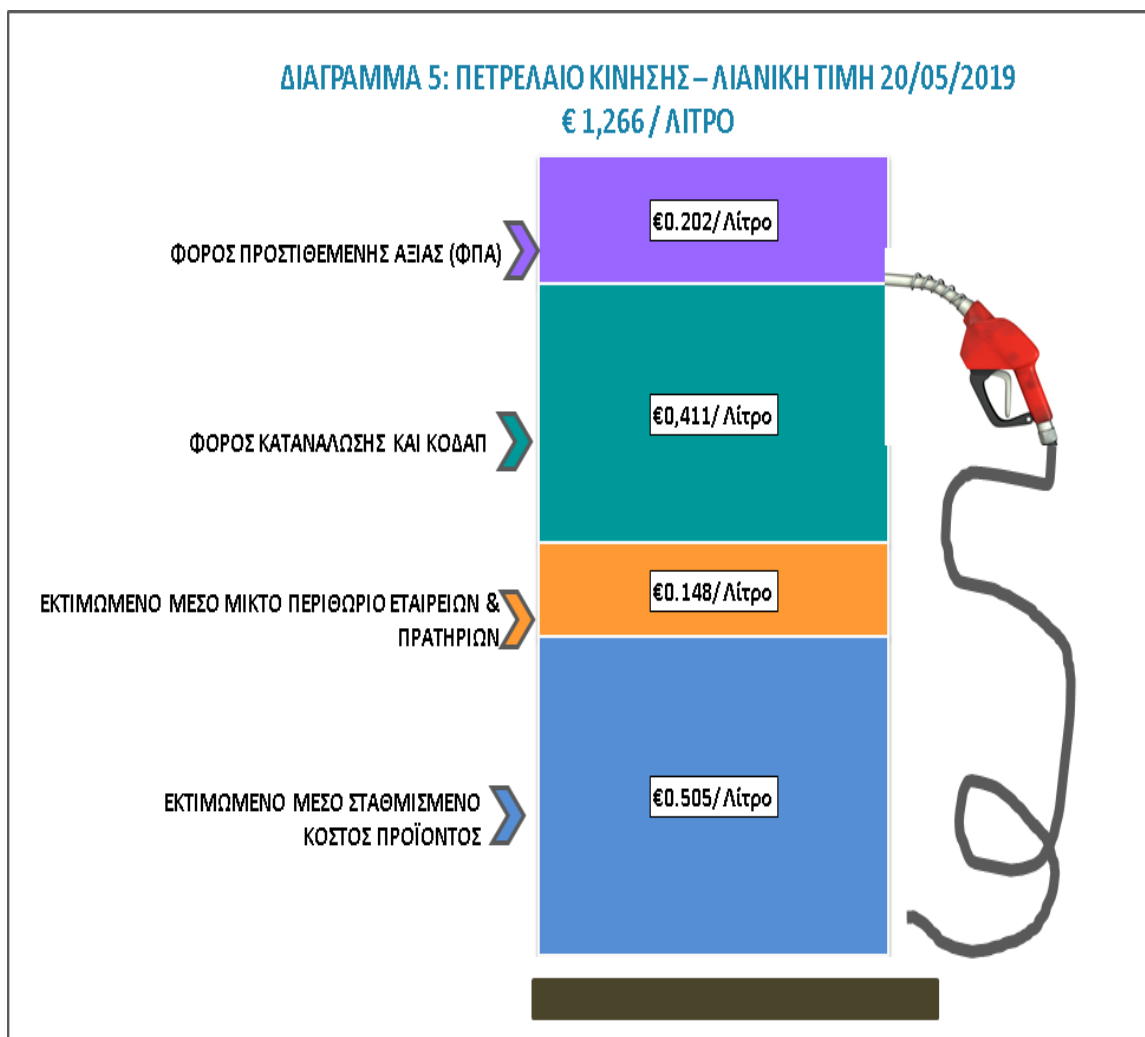 ΔΙΑΓΡΑΜΜΑ 5: ΠΕΤΡΕΛΑΙΟ ΚΙΝΗΣΗΣ – ΛΙΑΝΙΚΗ ΤΙΜΗ 20/05/2019
€ 1,266 / ΛΙΤΡΟ
€0.202/ Λίτρο
ΦΟΡΟΣ ΠΡΟΣΤΙΘΕΜΕΝΗΣ ΑΞΙΑΣ (ΦΠΑ)
€0,411/ Λίτρο
ΦΟΡΟΣ ΚΑΤΑΝΑΛΩΣΗΣ ΚΑΙ ΚΟΔΑΠ
€0.148/ Λίτρο
ΕΚΤΙΜΩΜΕΝΟ ΜΕΣΟ ΜΙΚΤΟ ΠΕΡΙΘΩΡΙΟ ΕΤΑΙΡΕΙΩΝ &
ΠΡΑΤΗΡΙΩΝ
€0.505/ Λίτρο
ΕΚΤΙΜΩΜΕΝΟ ΜΕΣΟ ΣΤΑΘΜΙΣΜΕΝΟ
ΚΟΣΤΟΣ ΠΡΟΪΟΝΤΟΣ